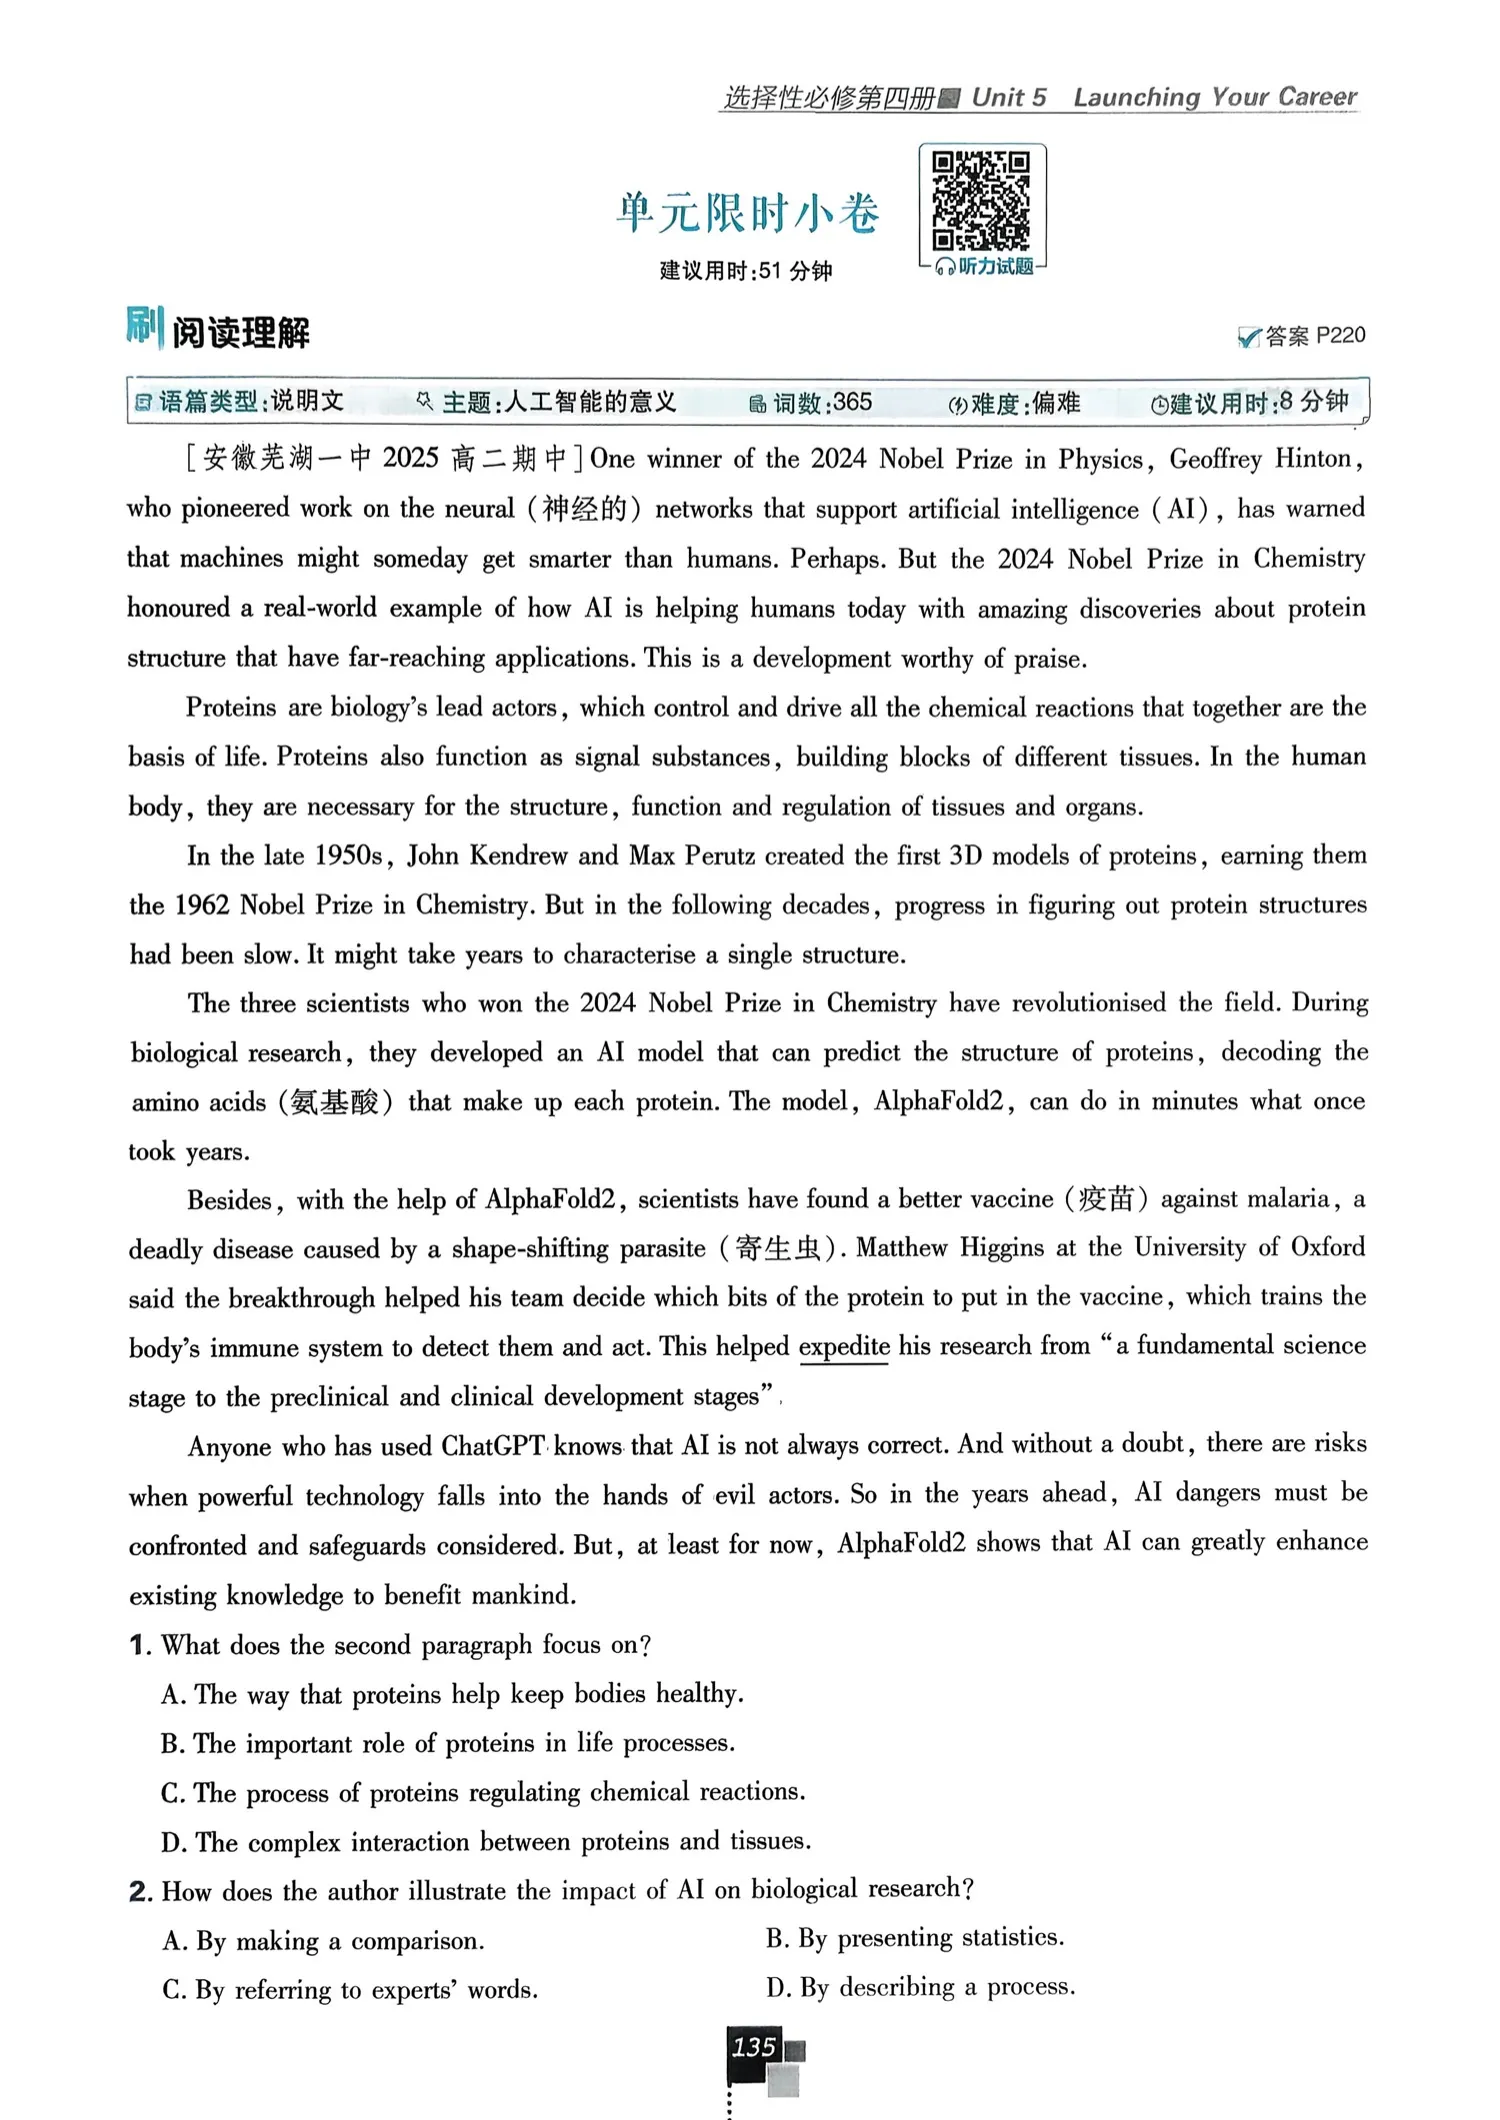 选择性必修第四册 Unit 5 Launching Your Career
单元限时小卷
建议用时:51 分钟
听力试题
刷 阅读理解
答案 P220
语篇类型:说明文 主题:人工智能的意义 词数:365 难度:偏难 建议用时:8 分钟
[安徽芜湖一中 2025 高二期中]One winner of the 2024 Nobel Prize in Physics, Geoffrey Hinton,
who pioneered work on the neural (神经的) networks that support artificial intelligence (AI), has warned
that machines might someday get smarter than humans. Perhaps. But the 2024 Nobel Prize in Chemistry
honoured a real-world example of how AI is helping humans today with amazing discoveries about protein
structure that have far-reaching applications. This is a development worthy of praise.
Proteins are biology's lead actors, which control and drive all the chemical reactions that together are the
basis of life. Proteins also function as signal substances, building blocks of different tissues. In the human
body, they are necessary for the structure, function and regulation of tissues and organs.
In the late 1950s, John Kendrew and Max Perutz created the first 3D models of proteins, earning them
the 1962 Nobel Prize in Chemistry. But in the following decades, progress in figuring out protein structures
had been slow. It might take years to characterise a single structure.
The three scientists who won the 2024 Nobel Prize in Chemistry have revolutionised the field. During
biological research, they developed an AI model that can predict the structure of proteins, decoding the
amino acids (氨基酸) that make up each protein. The model, AlphaFold2, can do in minutes what once
took years.
Besides, with the help of AlphaFold2, scientists have found a better vaccine (疫苗) against malaria, a
deadly disease caused by a shape-shifting parasite (寄生虫). Matthew Higgins at the University of Oxford
said the breakthrough helped his team decide which bits of the protein to put in the vaccine, which trains the
body's immune system to detect them and act. This helped expedite his research from “a fundamental science
stage to the preclinical and clinical development stages”.
Anyone who has used ChatGPT knows that AI is not always correct. And without a doubt, there are risks
when powerful technology falls into the hands of evil actors. So in the years ahead, AI dangers must be
confronted and safeguards considered. But, at least for now, AlphaFold2 shows that AI can greatly enhance
existing knowledge to benefit mankind.
1. What does the second paragraph focus on?
A. The way that proteins help keep bodies healthy.
B. The important role of proteins in life processes.
C. The process of proteins regulating chemical reactions.
D. The complex interaction between proteins and tissues.
2. How does the author illustrate the impact of AI on biological research?
A. By making a comparison. B. By presenting statistics.
C. By referring to experts' words. D. By describing a process.
135